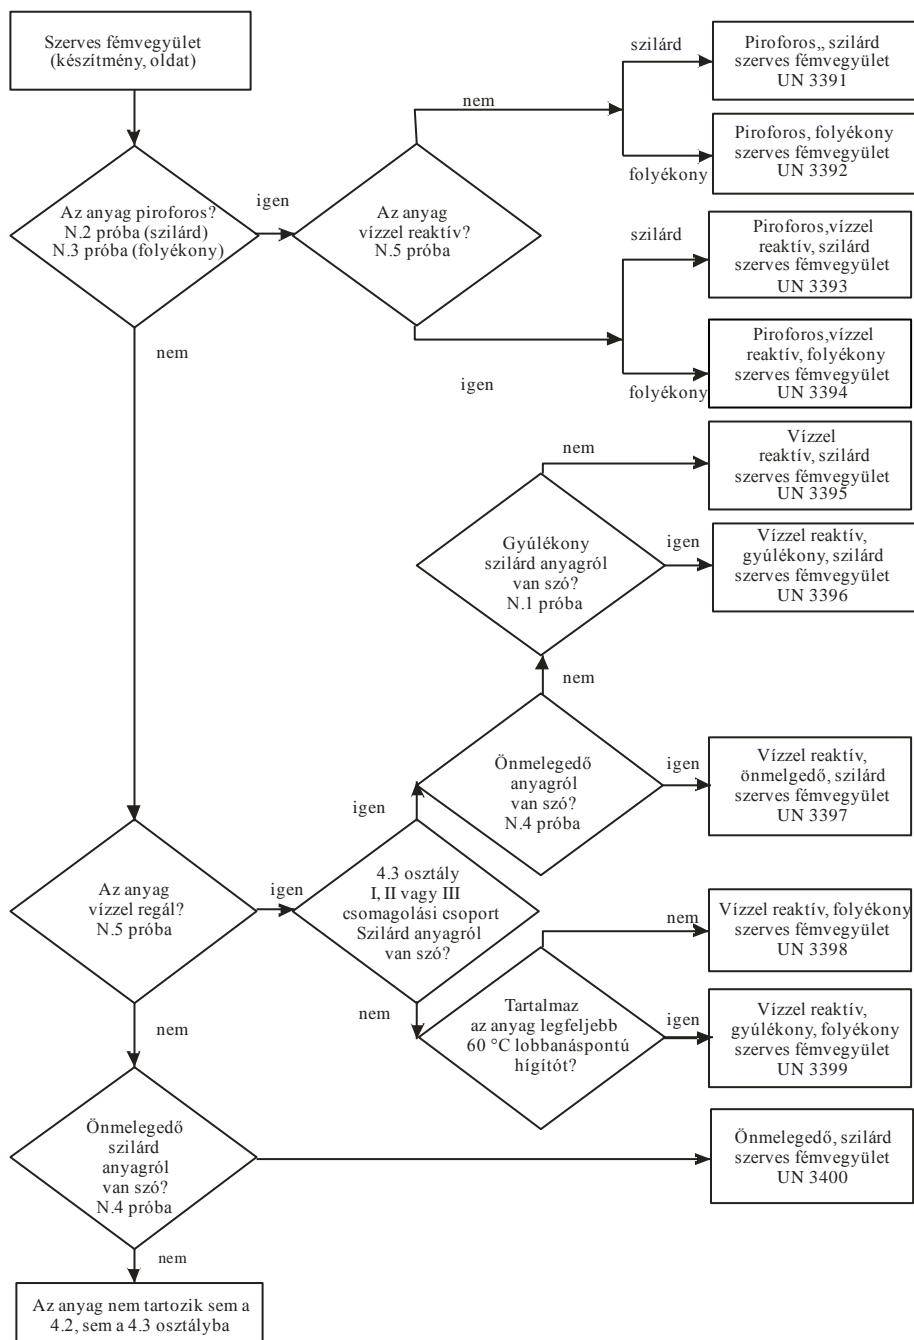 Szerves fémvegyület
(készítmény, oldat)
szilárd
Piroforos,, szilárd
szerves fémvegyület
UN 3391
nem
Piroforos, folyékony
szerves fémvegyület
UN 3392
folyékony
Az anyag piroforos?
N.2 próba (szilárd)
N.3 próba (folyékony)
igen
Az anyag
vízzel reaktív?
N.5 próba
szilárd
Piroforos,vízzel
reaktív, szilárd
szerves fémvegyület
UN 3393
nem
igen
Piroforos,vízzel
reaktív, folyékony
szerves fémvegyület
UN 3394
folyékony
nem
Vízzel
reaktív, szilárd
szerves fémvegyület
UN 3395
Gyúlékony
szilárd anyagról
van szó?
N.1 próba
igen
Vízzel reaktív,
gyúlékony, szilárd
szerves fémvegyület
UN 3396
nem
Önmelegedő
anyagról
van szó?
N.4 próba
igen
Vízzel reaktív,
önmelgedő, szilárd
szerves fémvegyület
UN 3397
igen
Az anyag
vízzel regál?
N.5 próba
igen
4.3 osztály
I, II vagy III
csomagolási csoport
Szilárd anyagról
van szó?
nem
Vízzel reaktív, folyékony
szerves fémvegyület
UN 3398
nem
nem
Tartalmaz
az anyag legfeljebb
60 °C lobbanáspontú
hígítót?
igen
Vízzel reaktív,
gyúlékony, folyékony
szerves fémvegyület
UN 3399
Önmelegedő
szilárd
anyagról
van szó?
N.4 próba
Önmelegedő, szilárd
szerves fémvegyület
UN 3400
nem
Az anyag nem tartozik sem a
4.2, sem a 4.3 osztályba